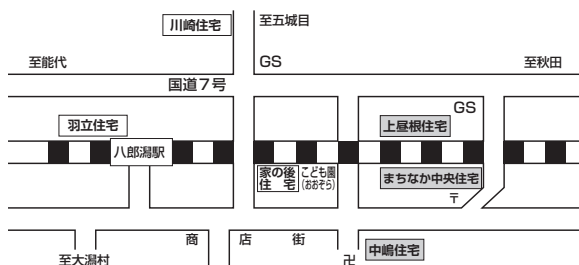 川崎住宅
至五城目
至能代
GS
至秋田
国道7号
GS
羽立住宅
上昼根住宅
八郎潟駅
家の後
住宅
こども園
(おおぞら)
まちなか中央住宅
〒
商店街
卍
中嶋住宅
至大潟村